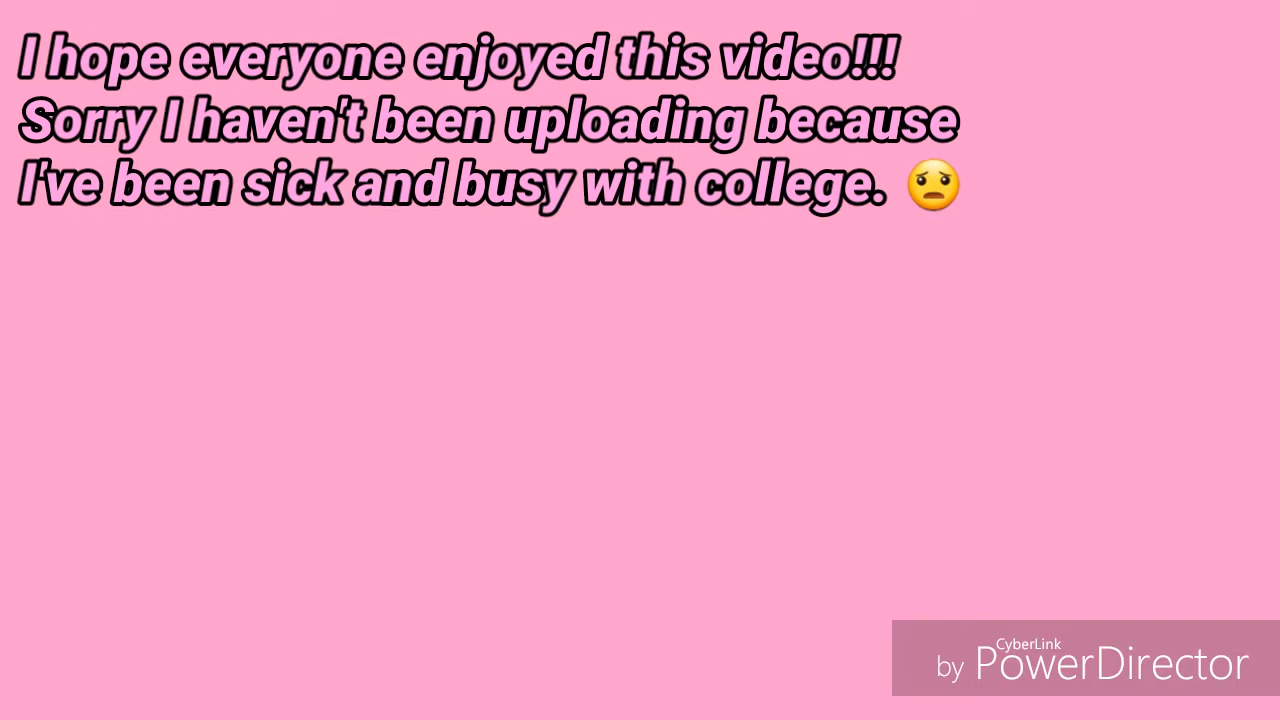 I hope everyone enjoyed this video!!!
Sorry I haven't been uploading because
I've been sick and busy with college. 😦
CyberLink
by PowerDirector